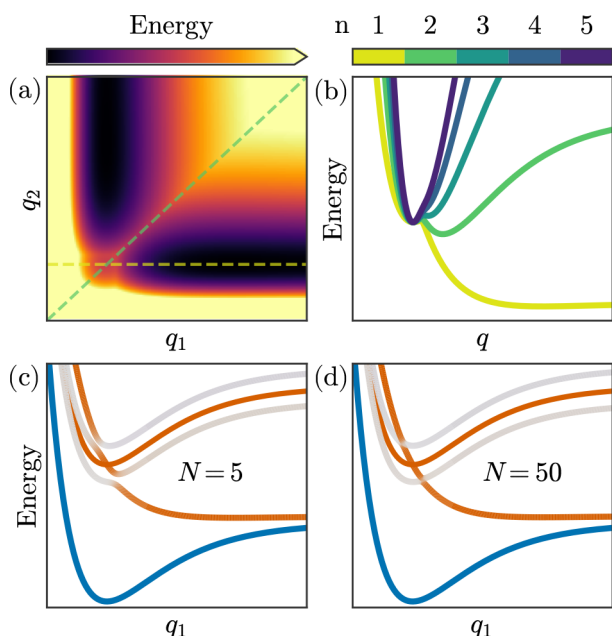 Energy
n 1 2 3 4 5
(a)
q2
q1
(b)
Energy
q
(c)
Energy
N = 5
q1
(d)
N = 50
q1